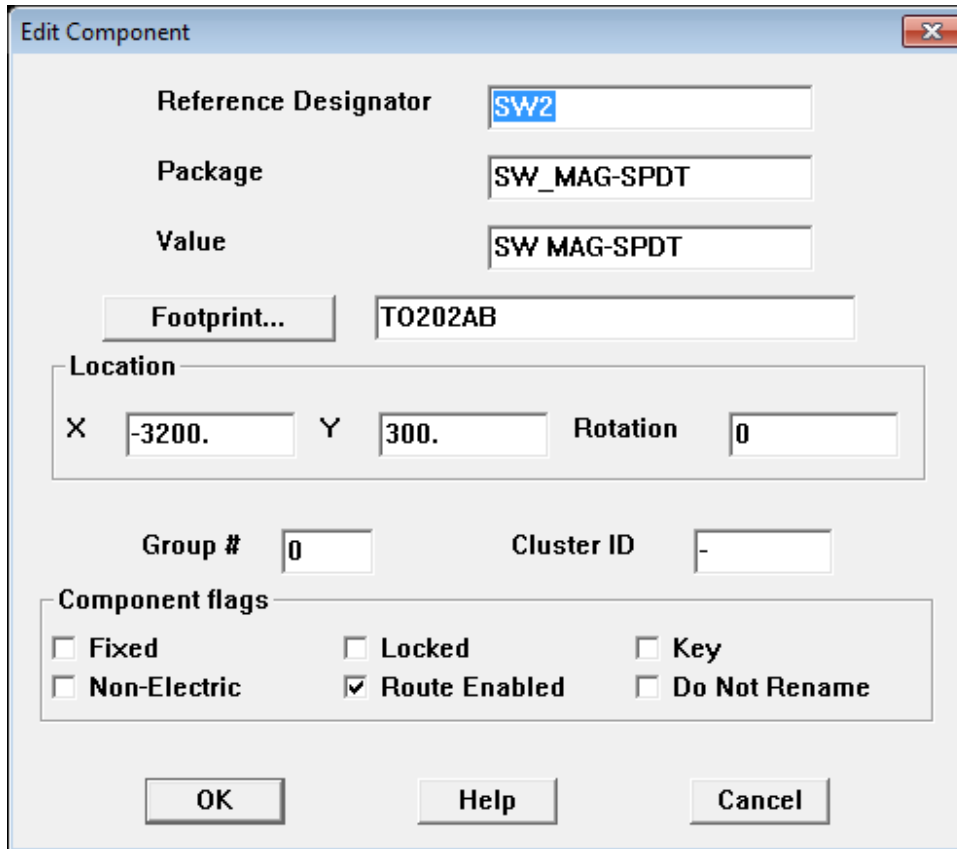 Edit Component
Reference Designator SW2
Package SW_MAG-SPDT
Value SW MAG-SPDT
Footprint... TO202AB
Location
X -3200. Y 300. Rotation 0
Group # 0 Cluster ID -
Component flags
Fixed Locked Key
Non-Electric Route Enabled Do Not Rename
OK Help Cancel